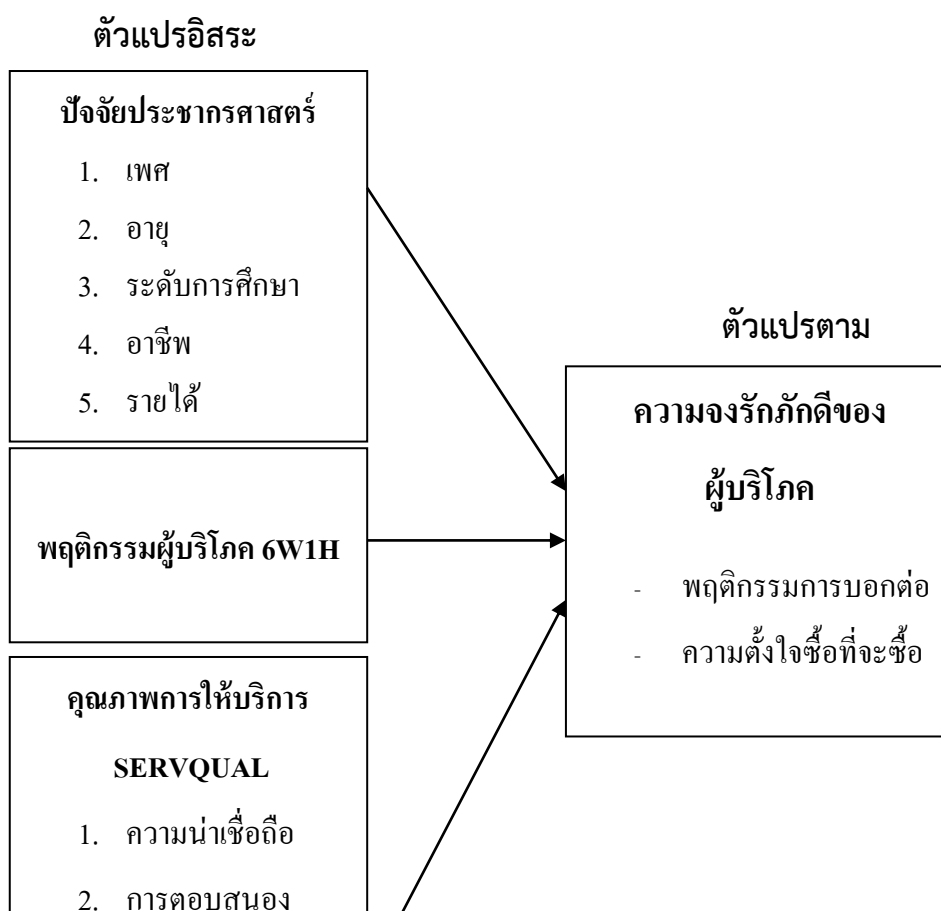 ตัวแปรอิสระ
ปัจจัยประชากรศาสตร์
1. เพศ
2. อายุ
3. ระดับการศึกษา
4. อาชีพ
5. รายได้
พฤติกรรมผู้บริโภค 6W1H
คุณภาพการให้บริการ
SERVQUAL
1. ความน่าเชื่อถือ
2. การตอบสนอง
ตัวแปรตาม
ความจงรักภักดีของ
ผู้บริโภค
- พฤติกรรมการบอกต่อ
- ความตั้งใจซื้อที่จะซื้อ